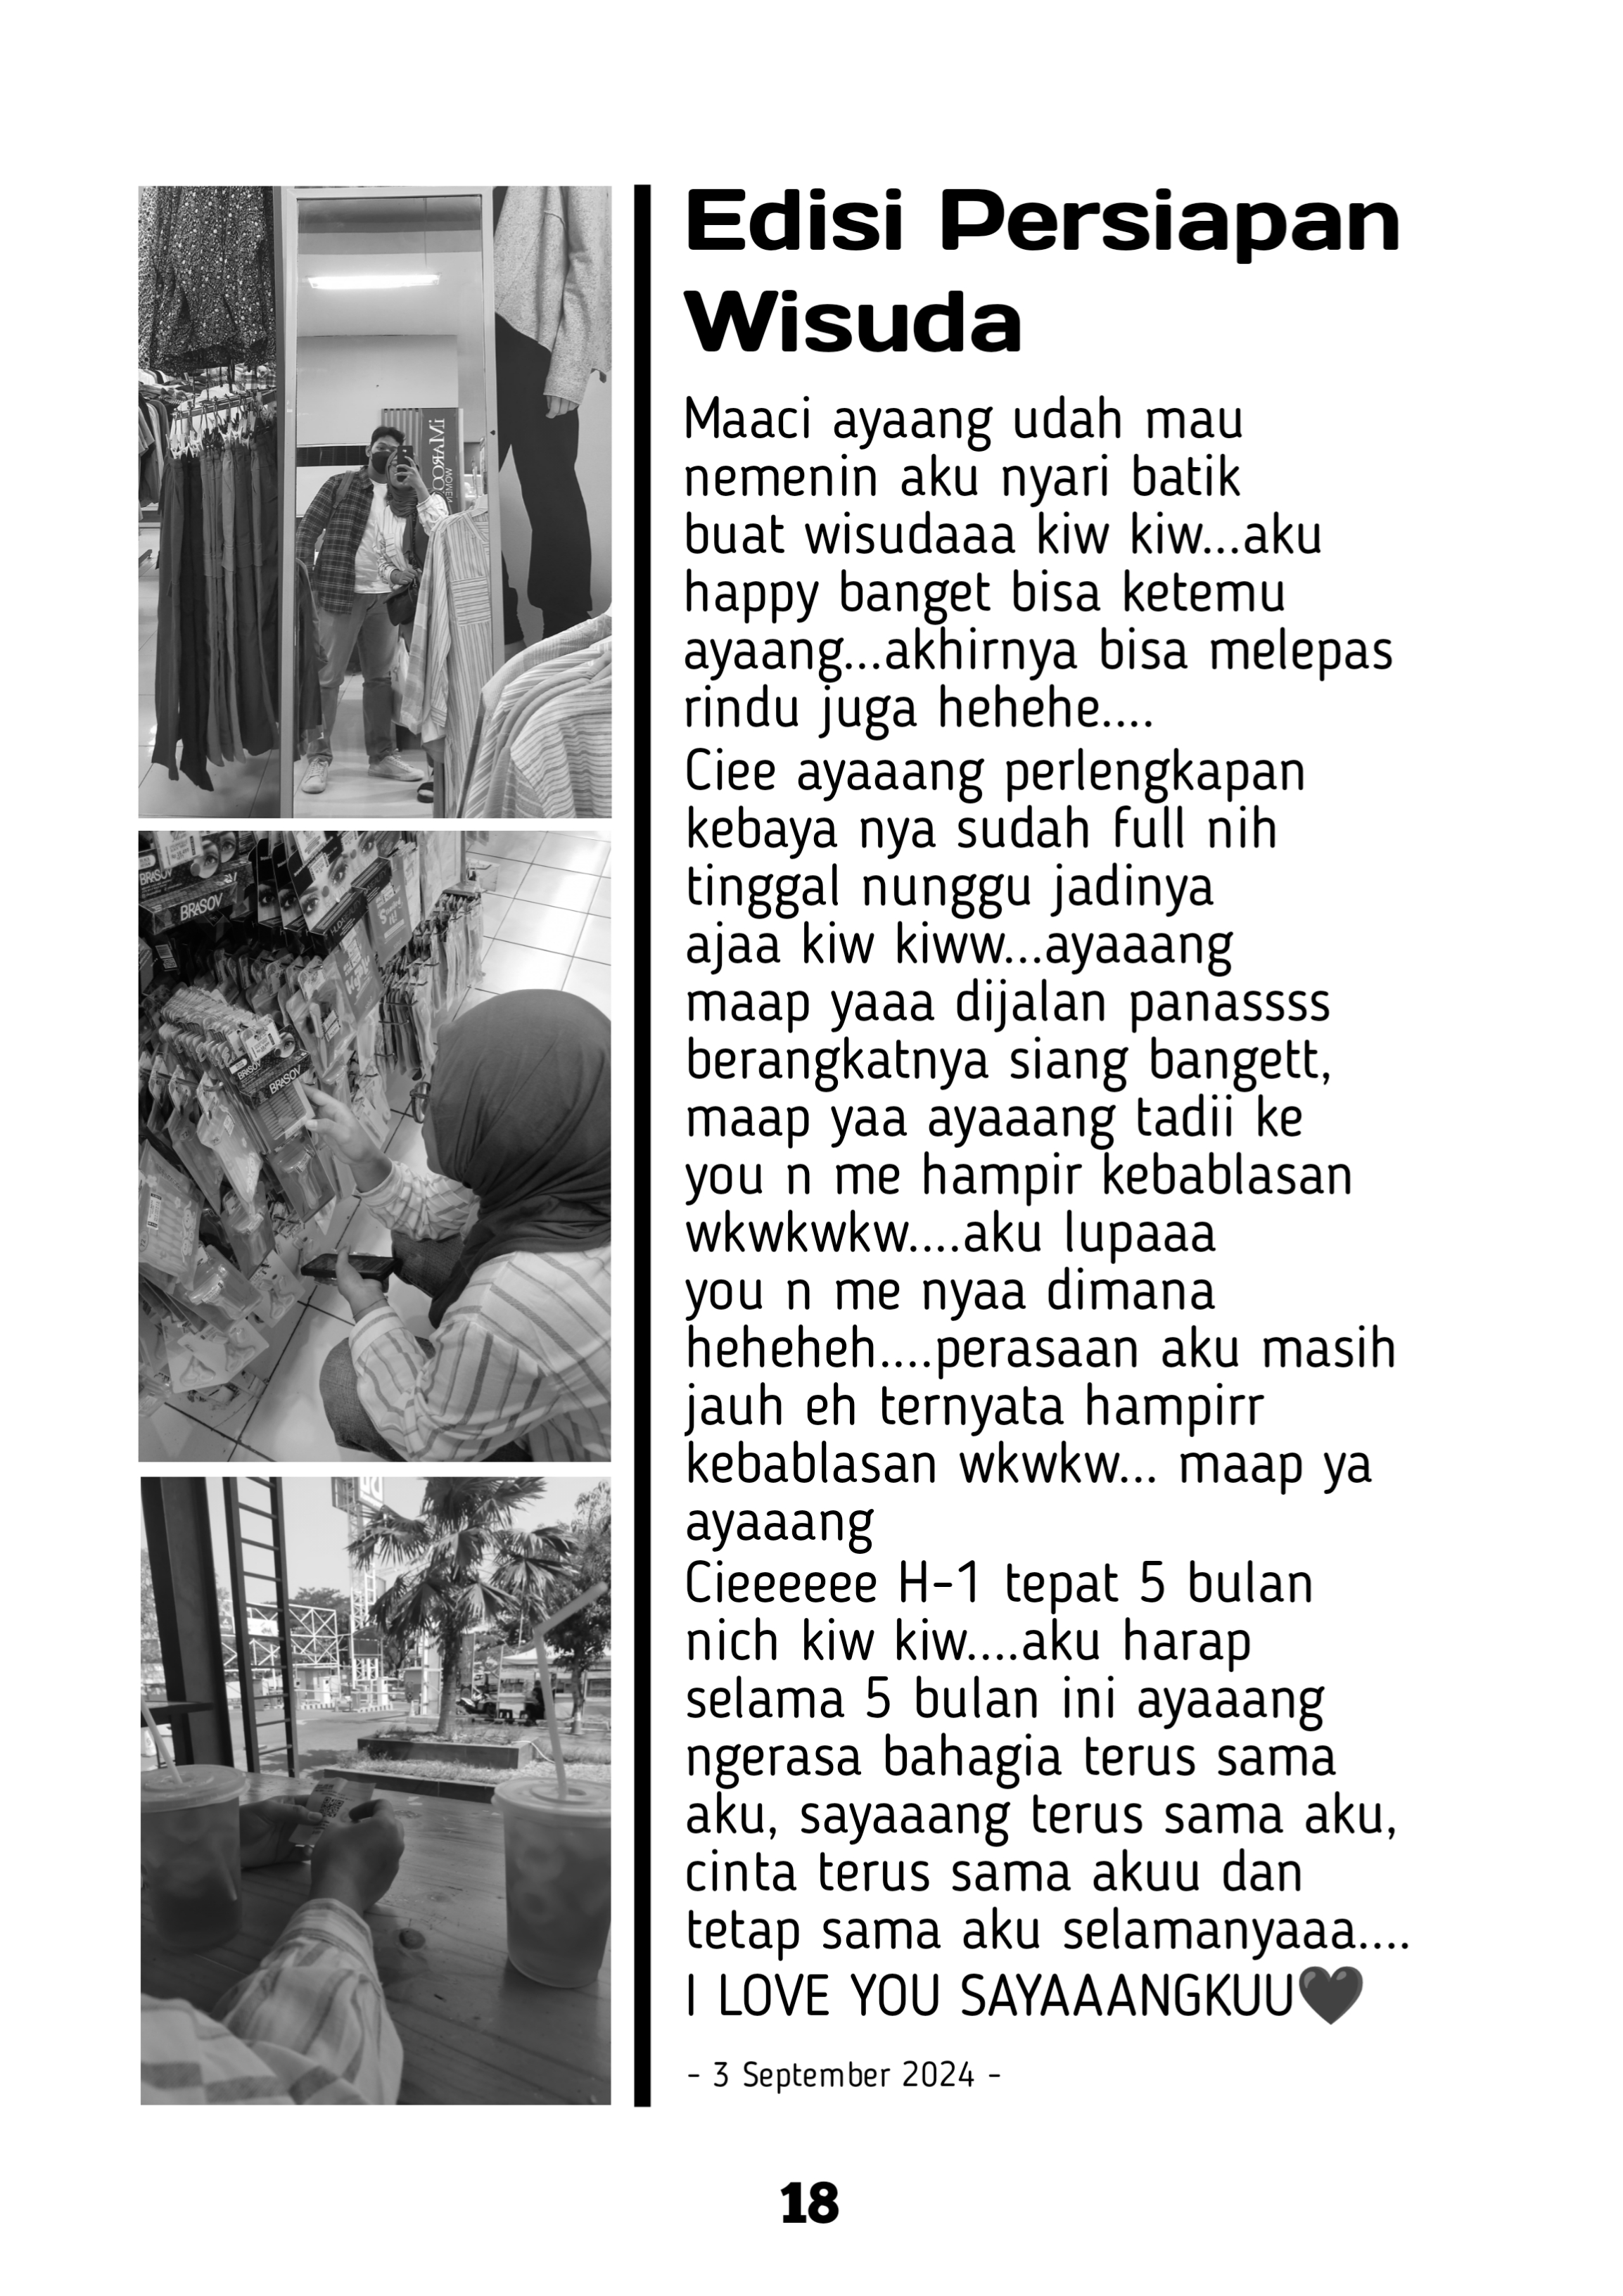 Edisi Persiapan
Wisuda
Maaci ayaang udah mau
nemenin aku nyari batik
buat wisudaaa kiw kiw...aku
happy banget bisa ketemu
ayaang...akhirnya bisa melepas
rindu juga hehehe....
Ciee ayaaang perlengkapan
kebaya nya sudah full nih
tinggal nunggu jadinya
ajaa kiw kiww...ayaaang
maap yaaa dijalan panassss
berangkatnya siang bangett,
maap yaa ayaaang tadii ke
you n me hampir kebablasan
wkwkwkw....aku lupaaa
you n me nyaa dimana
heheheh....perasaan aku masih
jauh eh ternyata hampirr
kebablasan wkwkw... maap ya
ayaaang
Cieeeeee H-1 tepat 5 bulan
nich kiw kiw....aku harap
selama 5 bulan ini ayaaang
ngerasa bahagia terus sama
aku, sayaaang terus sama aku,
cinta terus sama akuu dan
tetap sama aku selamanyaaa....
I LOVE YOU SAYAAANGKUU🖤
- 3 September 2024 -
WOMEN
BRASOV
BRASOV
BRASOV
BRASOV
18